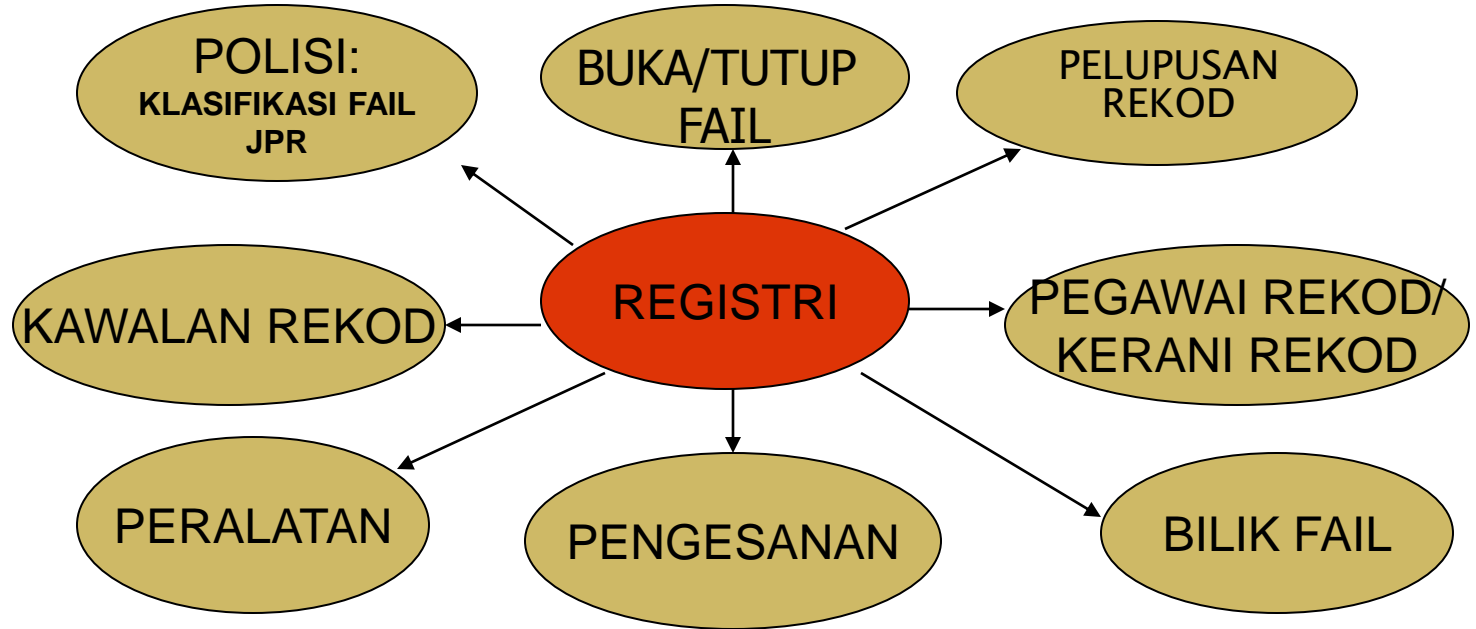 POLISI:
KLASIFIKASI FAIL
JPR
BUKA/TUTUP
FAIL
PELUPUSAN
REKOD
KAWALAN REKOD
REGISTRI
PEGAWAI REKOD/
KERANI REKOD
PERALATAN
PENGESANAN
BILIK FAIL